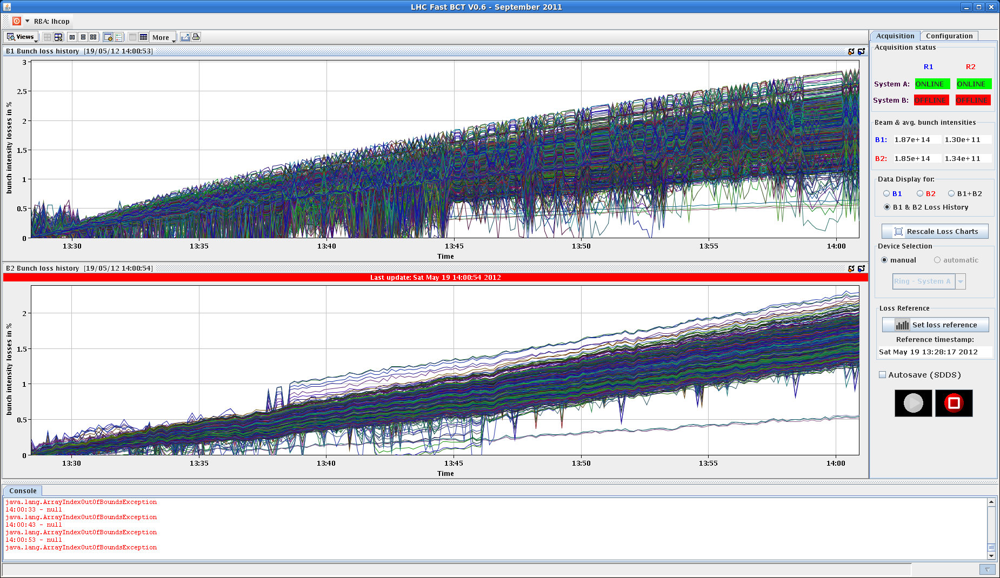 LHC Fast BCT V0.6 - September 2011
RBA: lhcop
Views
More
B1 Bunch loss history [19/05/12 14:00:53]
3
2.5
2
1.5
1
0.5
0
bunch intensity losses in %
13:30 13:35 13:40 13:45 13:50 13:55 14:00
Time
B2 Bunch loss history [19/05/12 14:00:54]
Last update: Sat May 19 14:00:54 2012
2
1.5
1
0.5
0
bunch intensity losses in %
13:30 13:35 13:40 13:45 13:50 13:55 14:00
Time
Acquisition Configuration
Acquisition status
R1 R2
System A: ONLINE ONLINE
System B: OFFLINE OFFLINE
Beam & avg. bunch intensities
B1: 1.87e+14 1.30e+11
B2: 1.85e+14 1.34e+11
Data Display for:
B1 B2 B1+B2
B1 & B2 Loss History
Rescale Loss Charts
Device Selection
manual automatic
Ring - System A
Loss Reference
Set loss reference
Reference timestamp:
Sat May 19 13:28:17 2012
Autosave (SDDS)
Console
java.lang.ArrayIndexOutOfBoundsException
14:00:33 - null
java.lang.ArrayIndexOutOfBoundsException
14:00:43 - null
java.lang.ArrayIndexOutOfBoundsException
14:00:53 - null
java.lang.ArrayIndexOutOfBoundsException